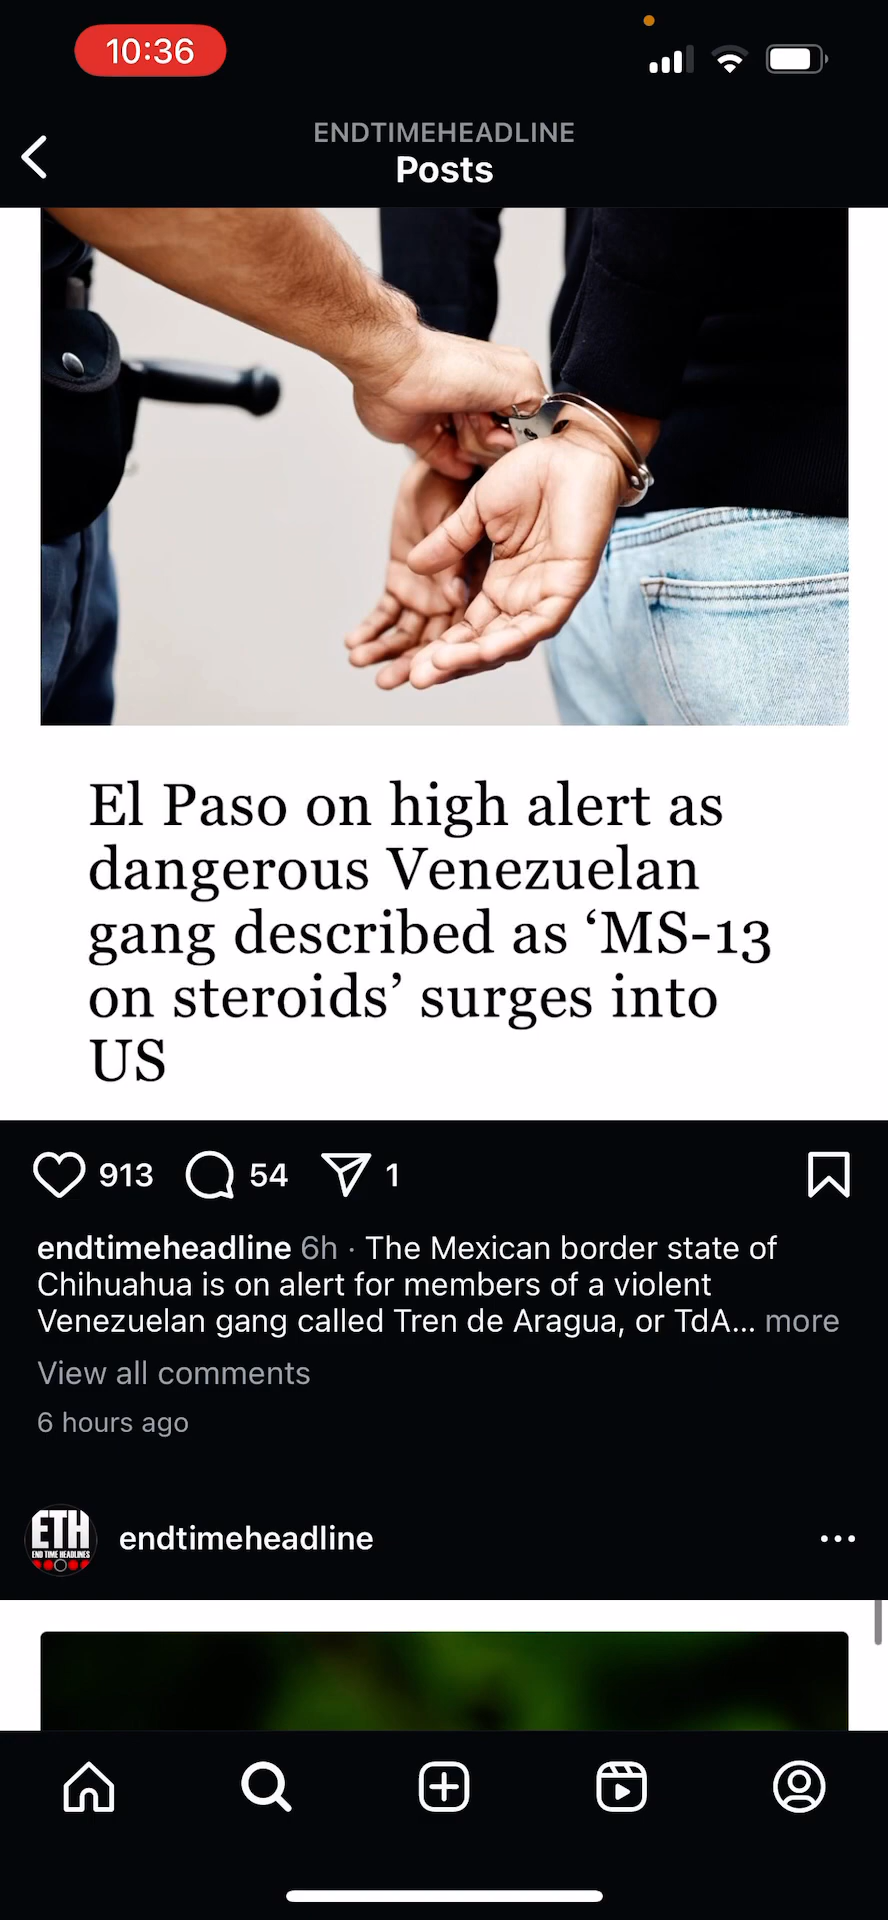 10:36
ENDTIMEHEADLINE
Posts
El Paso on high alert as
dangerous Venezuelan
gang described as ‘MS-13
on steroids’ surges into
US
913 54 1
endtimeheadline 6h · The Mexican border state of
Chihuahua is on alert for members of a violent
Venezuelan gang called Tren de Aragua, or TdA... more
View all comments
6 hours ago
ETH
END TIME HEADLINES
endtimeheadline